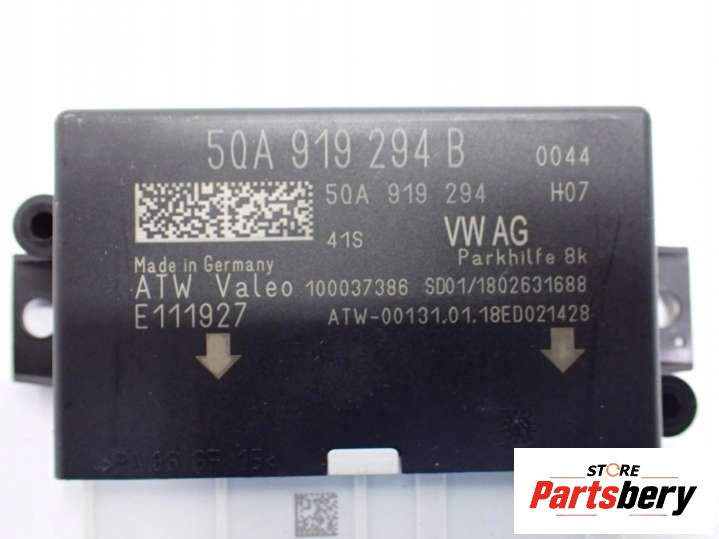 5QA 919 294 B 0044
5QA 919 294 H07
41S VW AG
Parkhilfe 8k
Made in Germany
ATW Valeo 100037386 SD01/1802631688
E111927 ATW-00131.01.18ED021428
STORE
Partsbery